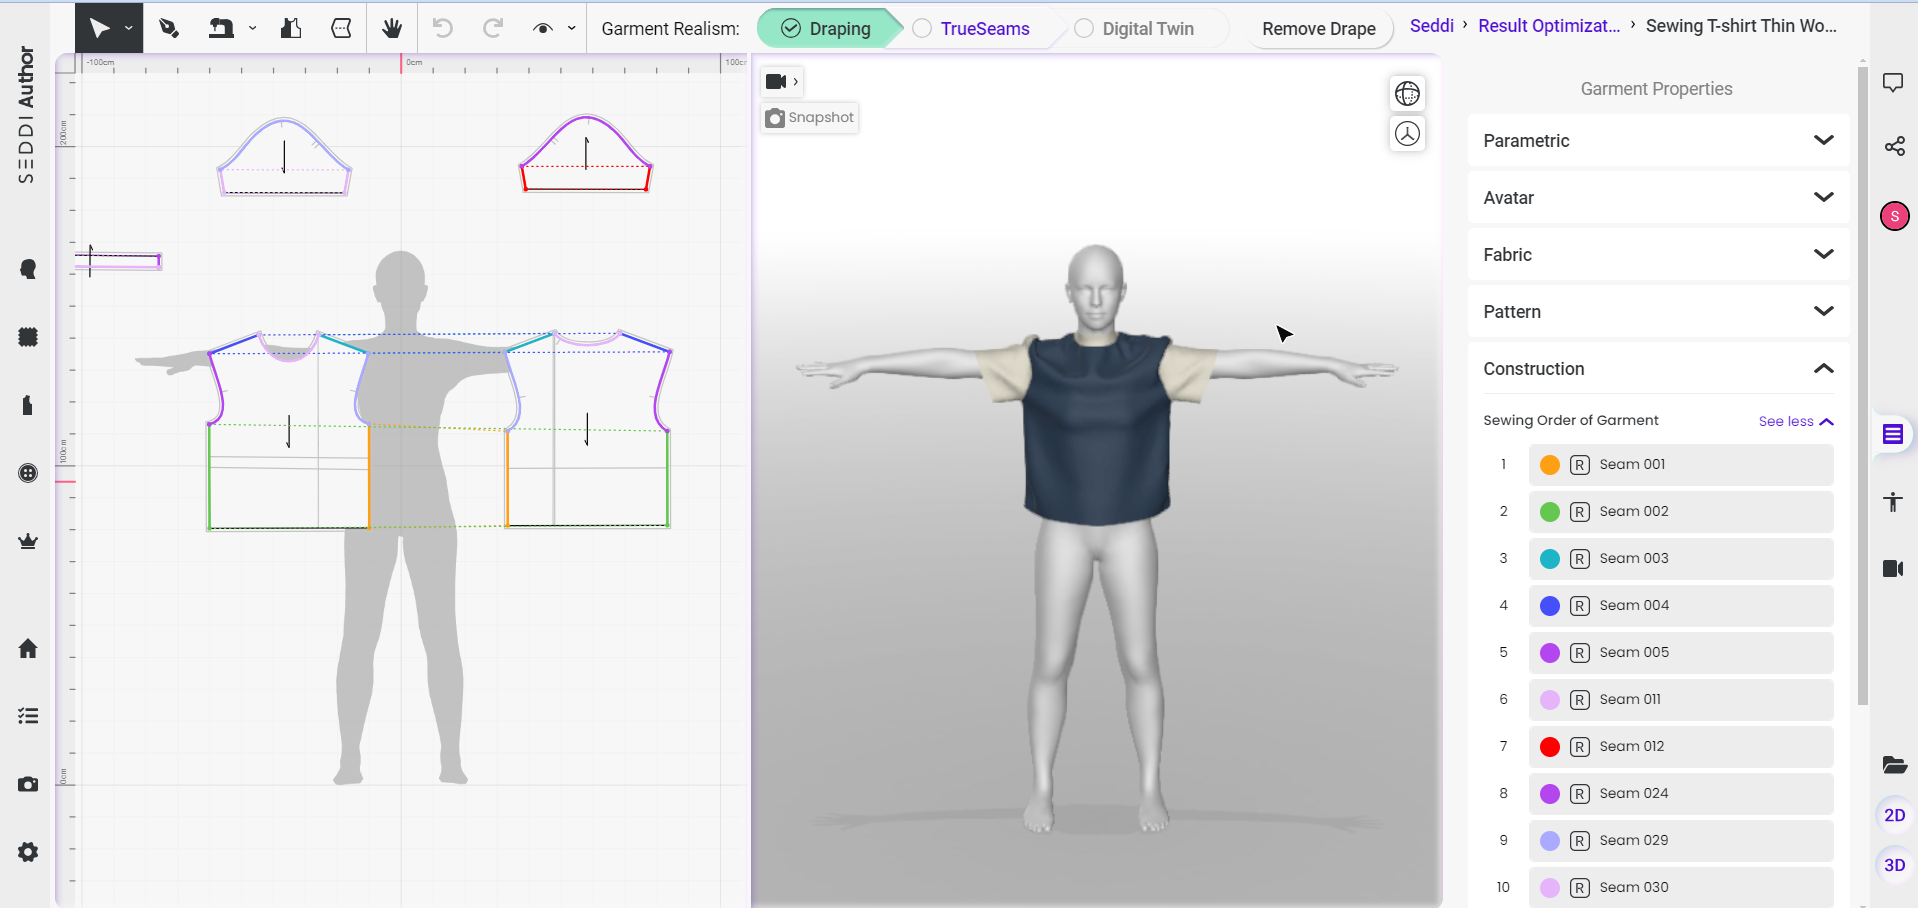 SEDDI Author
Garment Realism:
Draping
TrueSeams
Digital Twin
Remove Drape
Seddi › Result Optimizat... › Sewing T-shirt Thin Wo...
-100cm
0cm
200cm
100cm
0cm
Snapshot
Garment Properties
Parametric
Avatar
Fabric
Pattern
Construction
Sewing Order of Garment
See less
1 R Seam 001
2 R Seam 002
3 R Seam 003
4 R Seam 004
5 R Seam 005
6 R Seam 011
7 R Seam 012
8 R Seam 024
9 R Seam 029
10 R Seam 030
S
2D
3D